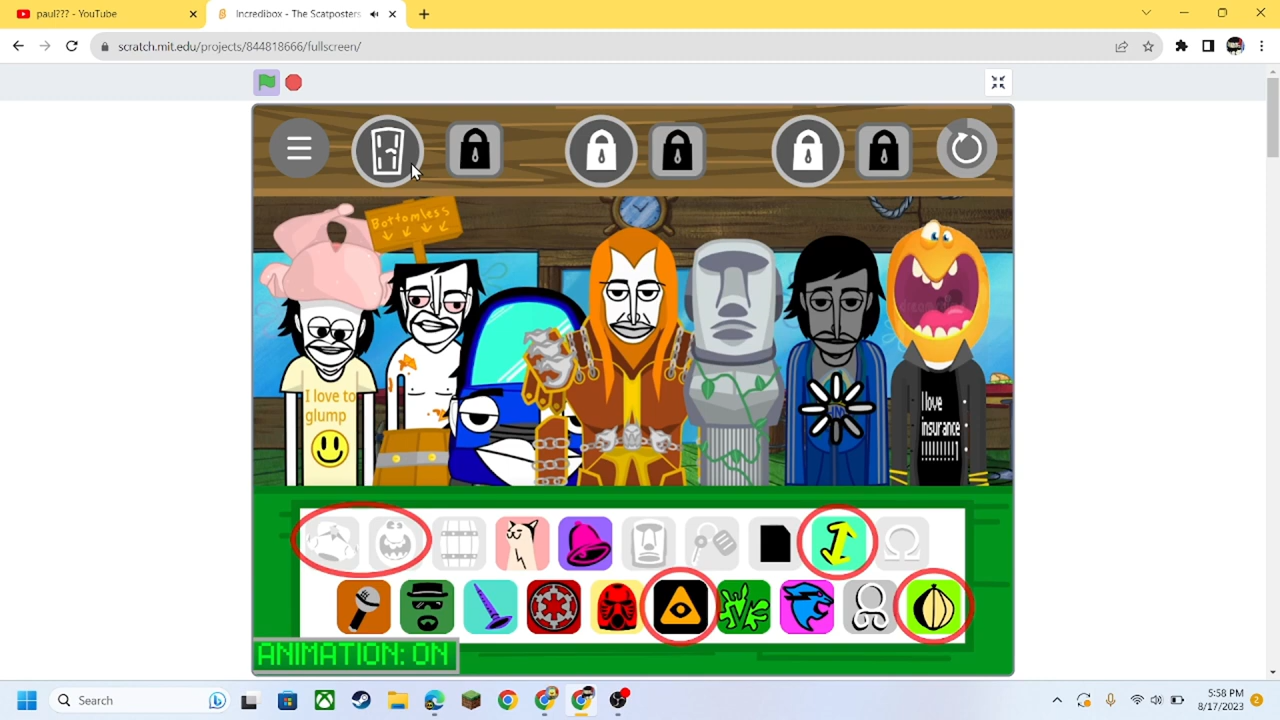 paul??? - YouTube
Incredibox - The Scatposters
scratch.mit.edu/projects/844818666/fullscreen/
Bottomless
I love to
glump
I love
insurance
!!!!!!!!!!
ANIMATION: ON
Search
5:58 PM
8/17/2023
2